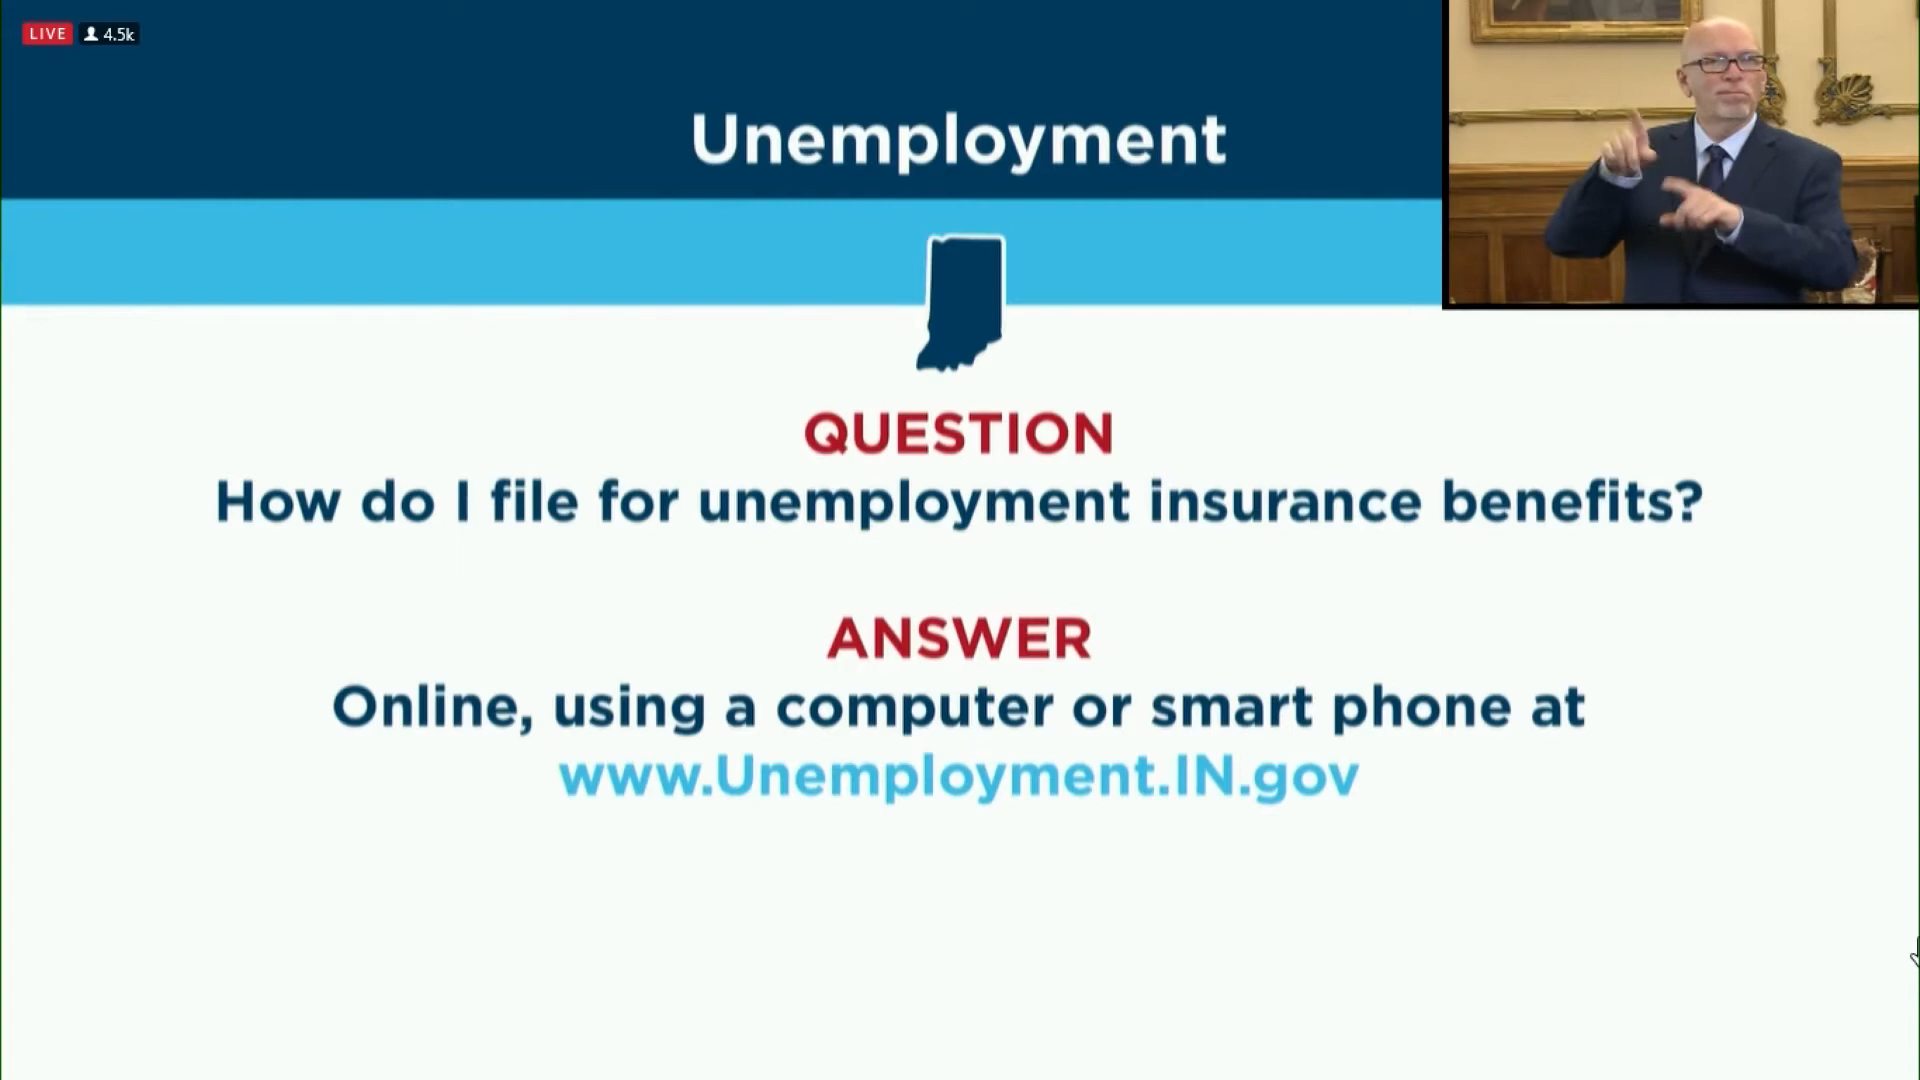 LIVE 4.5k
Unemployment
QUESTION
How do I file for unemployment insurance benefits?
ANSWER
Online, using a computer or smart phone at
www.Unemployment.IN.gov